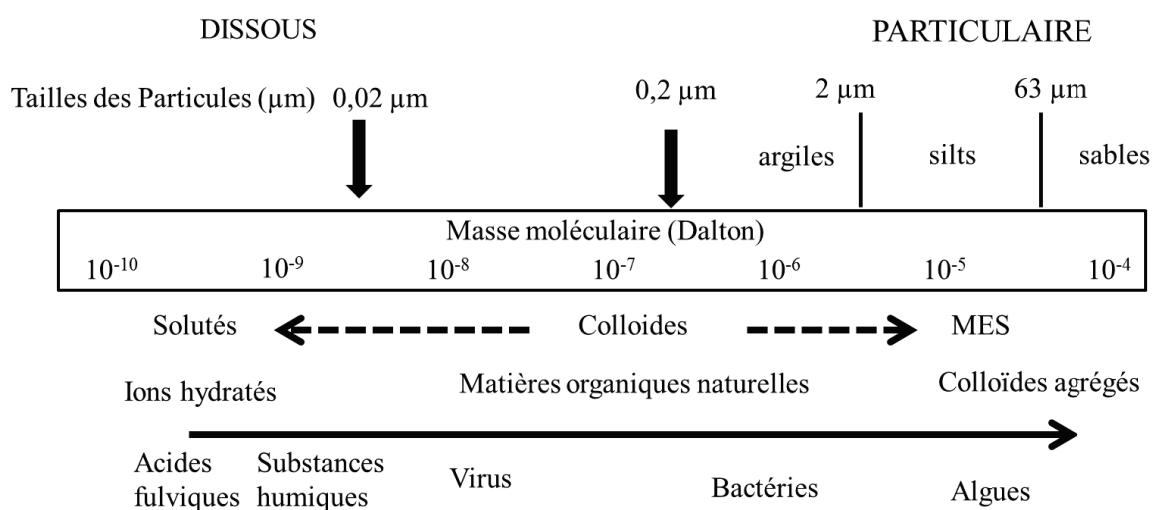 DISSOUS
PARTICULAIRE
Tailles des Particules (µm) 0,02 µm
0,2 µm
2 µm
63 µm
argiles
silts
sables
Masse moléculaire (Dalton)
10-10 10-9 10-8 10-7 10-6 10-5 10-4
Solutés
Colloides
MES
Ions hydratés
Matières organiques naturelles
Colloïdes agrégés
Acides
fulviques
Substances
humiques
Virus
Bactéries
Algues